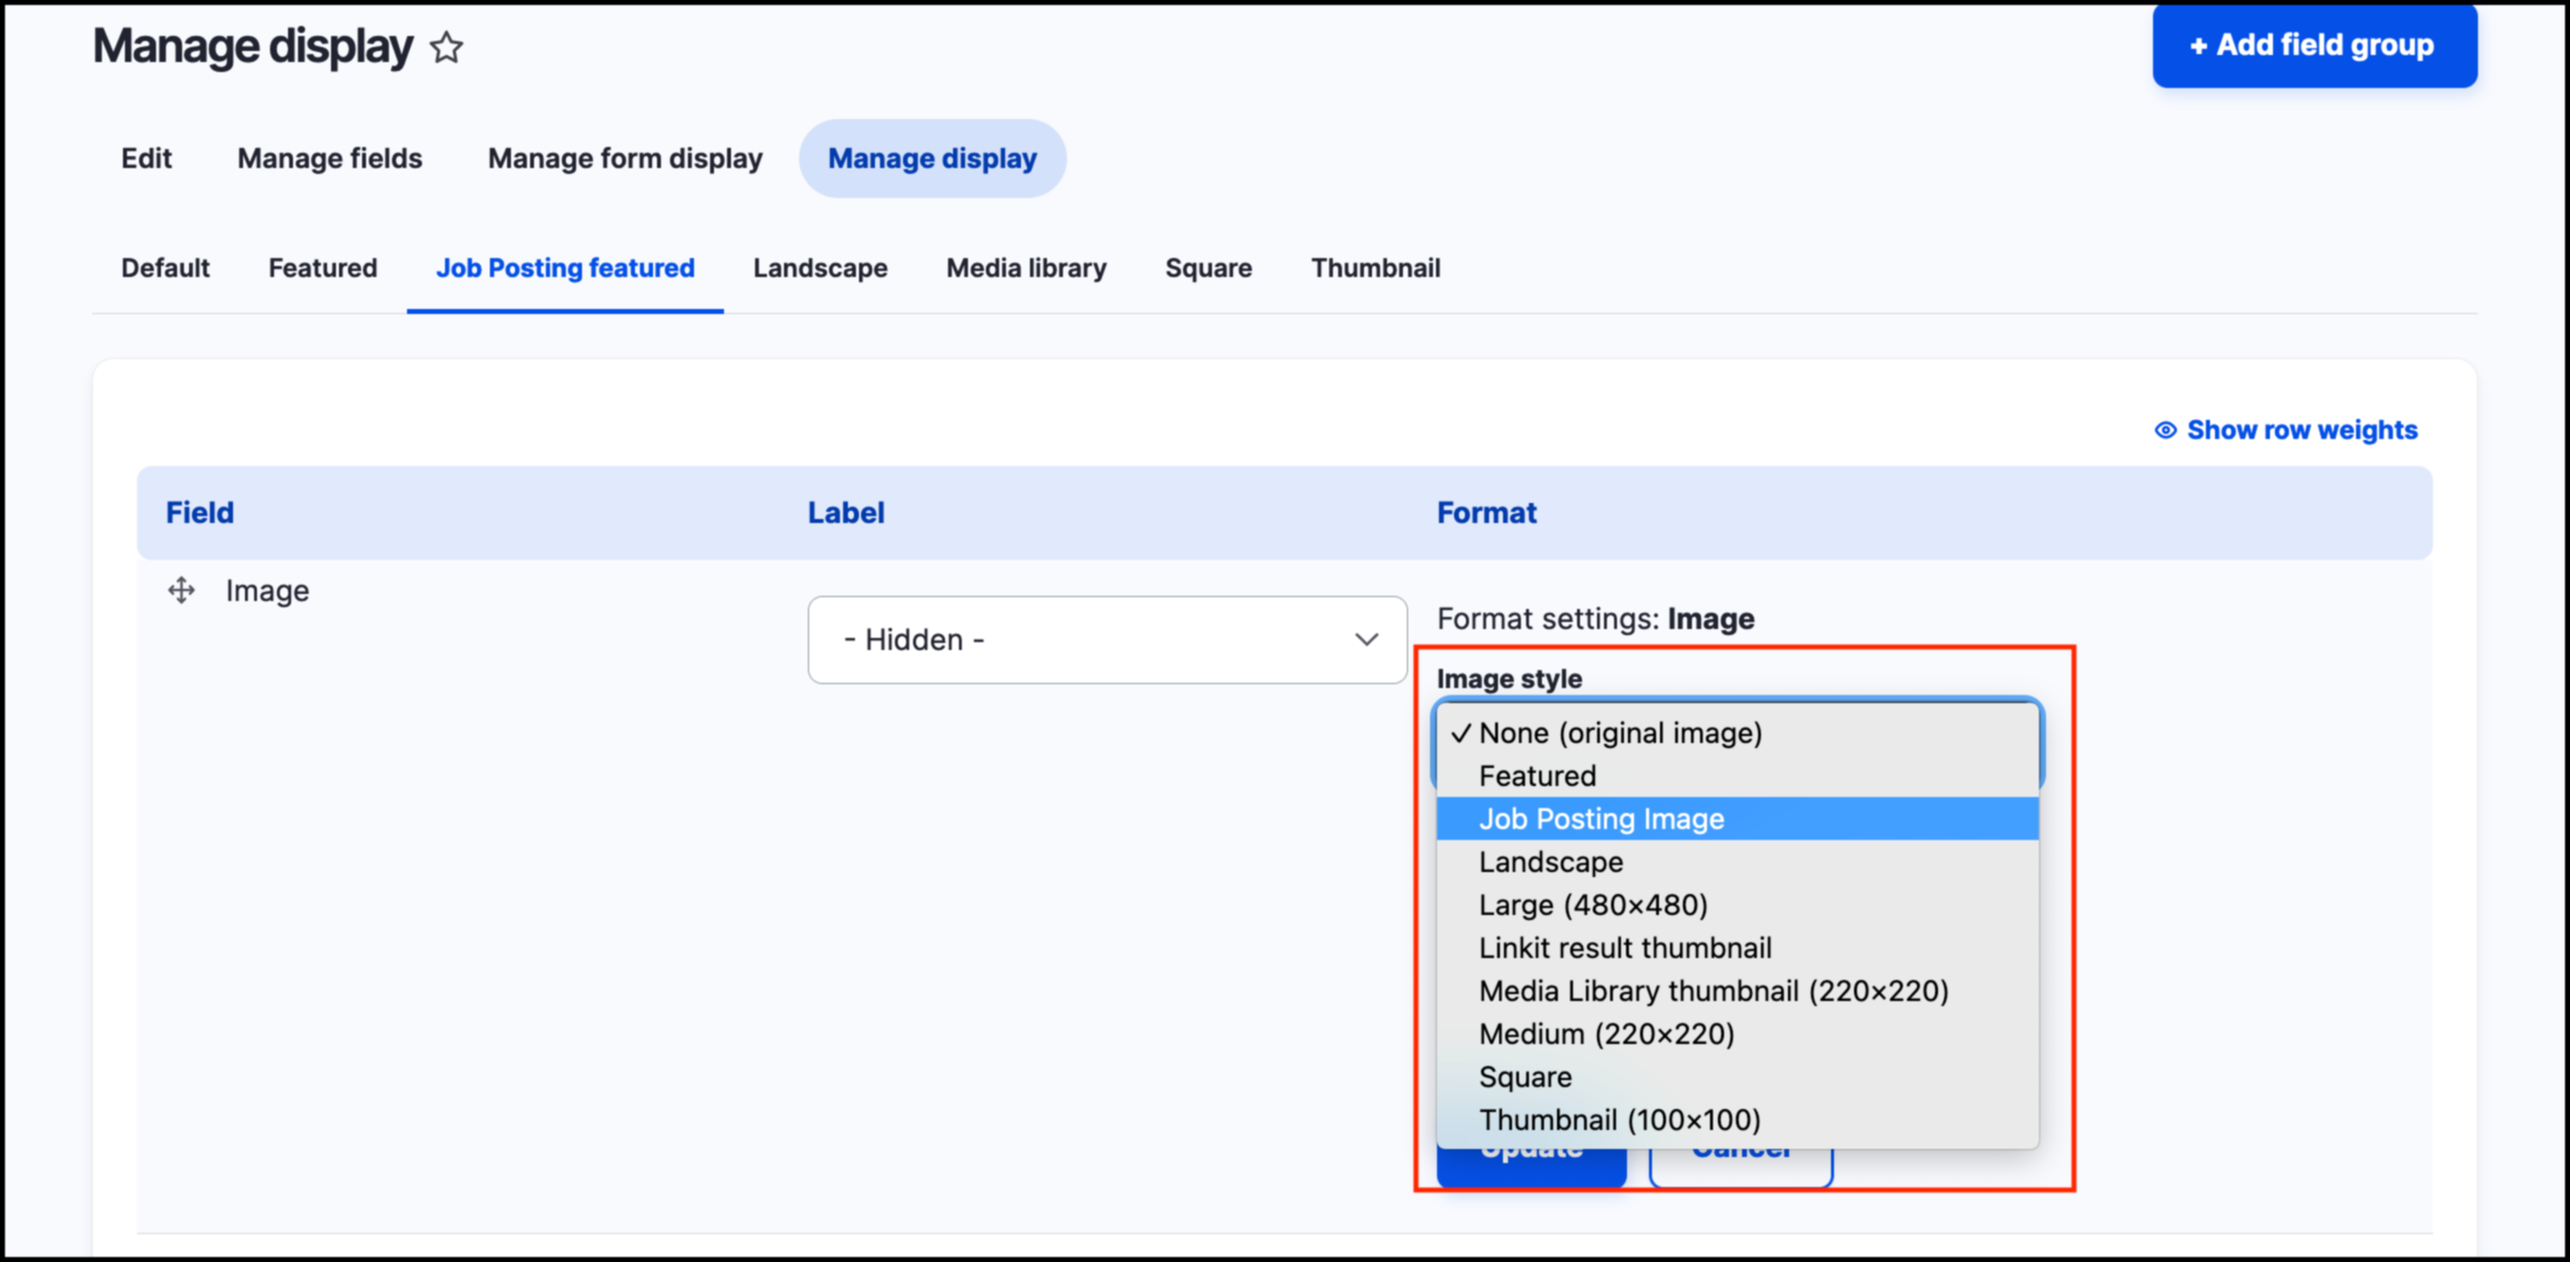 Manage display
+ Add field group
Edit Manage fields Manage form display Manage display
Default Featured Job Posting featured Landscape Media library Square Thumbnail
Show row weights
Field Label Format
Image
- Hidden -
Format settings: Image
Image style
✓ None (original image)
Featured
Job Posting Image
Landscape
Large (480×480)
Linkit result thumbnail
Media Library thumbnail (220×220)
Medium (220×220)
Square
Thumbnail (100×100)
Update Cancel